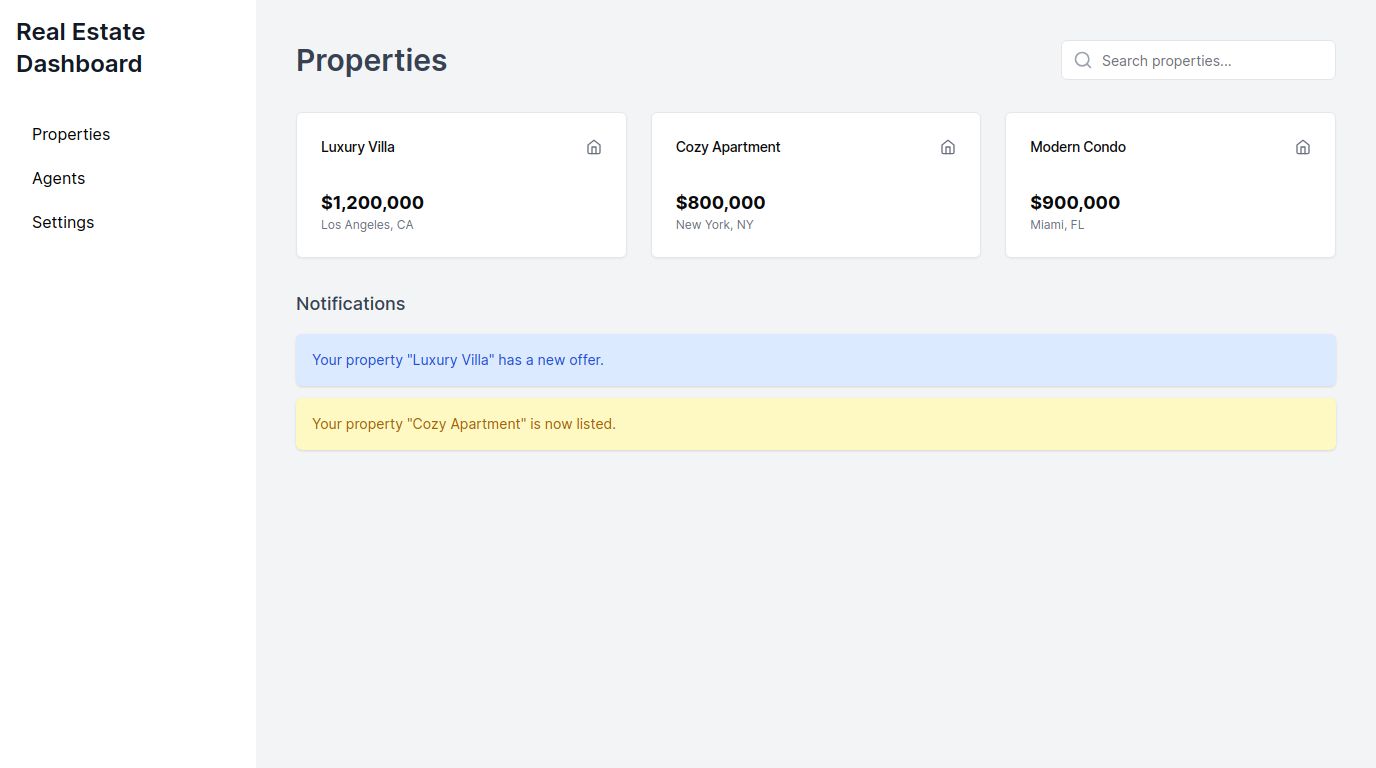 Real Estate
Dashboard
Properties
Agents
Settings
Properties
Search properties...
Luxury Villa
$1,200,000
Los Angeles, CA
Cozy Apartment
$800,000
New York, NY
Modern Condo
$900,000
Miami, FL
Notifications
Your property "Luxury Villa" has a new offer.
Your property "Cozy Apartment" is now listed.